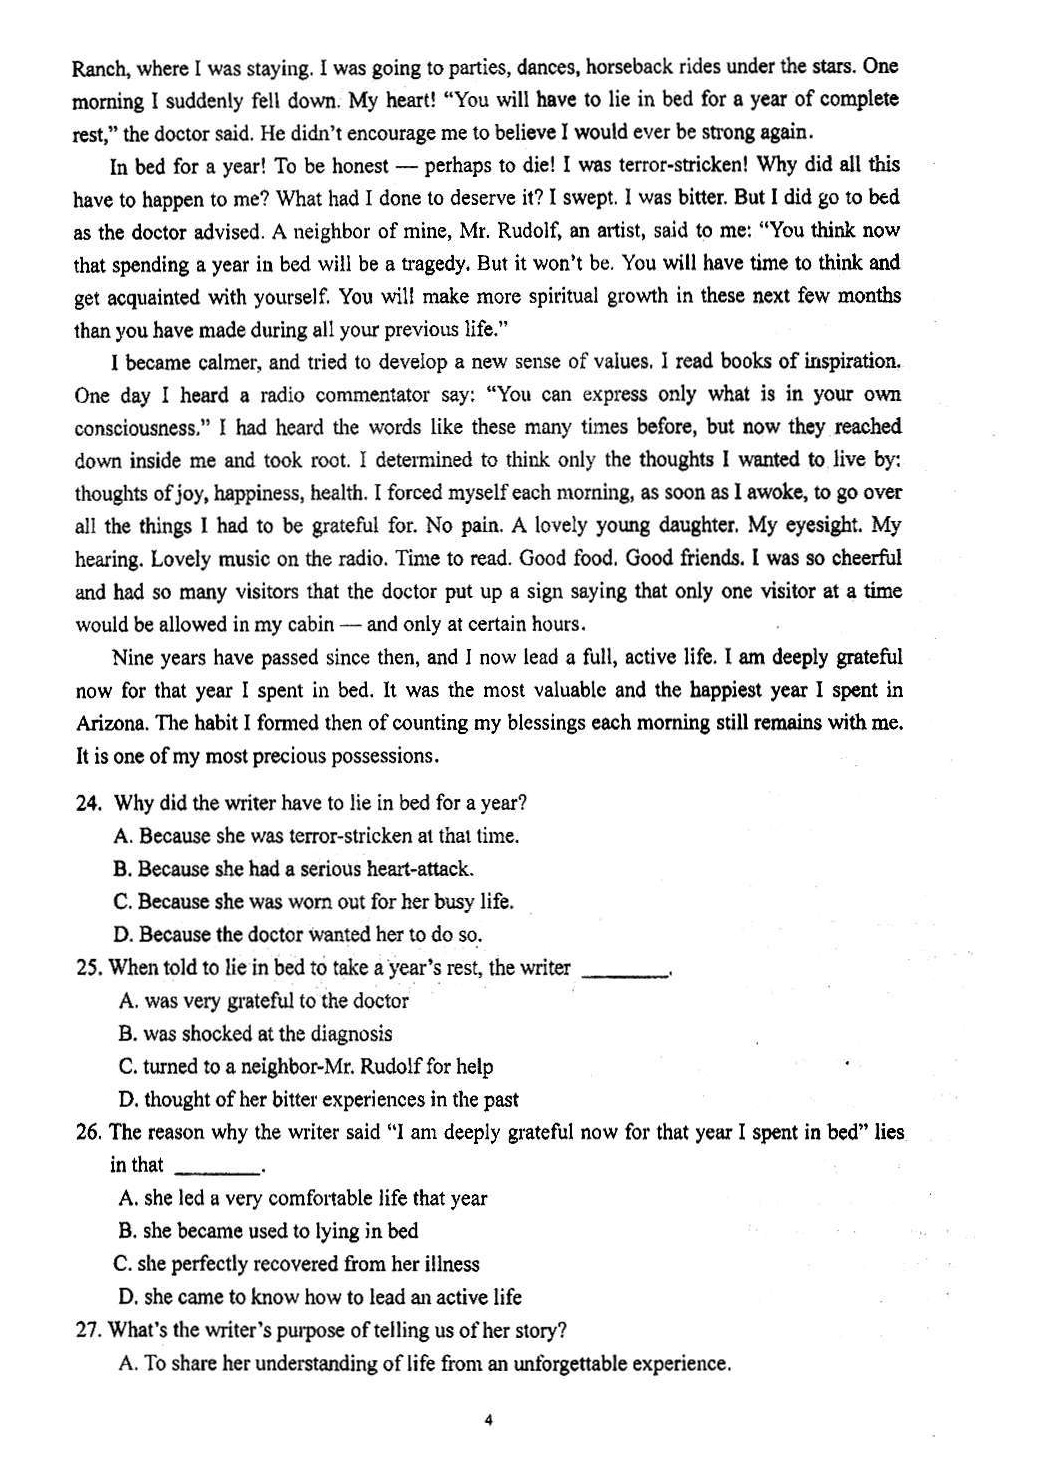 Ranch, where I was staying. I was going to parties, dances, horseback rides under the stars. One
morning I suddenly fell down. My heart! “You will have to lie in bed for a year of complete
rest,” the doctor said. He didn’t encourage me to believe I would ever be strong again.
In bed for a year! To be honest — perhaps to die! I was terror-stricken! Why did all this
have to happen to me? What had I done to deserve it? I swept. I was bitter. But I did go to bed
as the doctor advised. A neighbor of mine, Mr. Rudolf, an artist, said to me: “You think now
that spending a year in bed will be a tragedy. But it won’t be. You will have time to think and
get acquainted with yourself. You will make more spiritual growth in these next few months
than you have made during all your previous life.”
I became calmer, and tried to develop a new sense of values. I read books of inspiration.
One day I heard a radio commentator say: “You can express only what is in your own
consciousness.” I had heard the words like these many times before, but now they reached
down inside me and took root. I determined to think only the thoughts I wanted to live by:
thoughts of joy, happiness, health. I forced myself each morning, as soon as I awoke, to go over
all the things I had to be grateful for. No pain. A lovely young daughter. My eyesight. My
hearing. Lovely music on the radio. Time to read. Good food. Good friends. I was so cheerful
and had so many visitors that the doctor put up a sign saying that only one visitor at a time
would be allowed in my cabin — and only at certain hours.
Nine years have passed since then, and I now lead a full, active life. I am deeply grateful
now for that year I spent in bed. It was the most valuable and the happiest year I spent in
Arizona. The habit I formed then of counting my blessings each morning still remains with me.
It is one of my most precious possessions.
24. Why did the writer have to lie in bed for a year?
A. Because she was terror-stricken at that time.
B. Because she had a serious heart-attack.
C. Because she was worn out for her busy life.
D. Because the doctor wanted her to do so.
25. When told to lie in bed to take a year’s rest, the writer ________.
A. was very grateful to the doctor
B. was shocked at the diagnosis
C. turned to a neighbor-Mr. Rudolf for help
D. thought of her bitter experiences in the past
26. The reason why the writer said “I am deeply grateful now for that year I spent in bed” lies
in that ________.
A. she led a very comfortable life that year
B. she became used to lying in bed
C. she perfectly recovered from her illness
D. she came to know how to lead an active life
27. What’s the writer’s purpose of telling us of her story?
A. To share her understanding of life from an unforgettable experience.
4